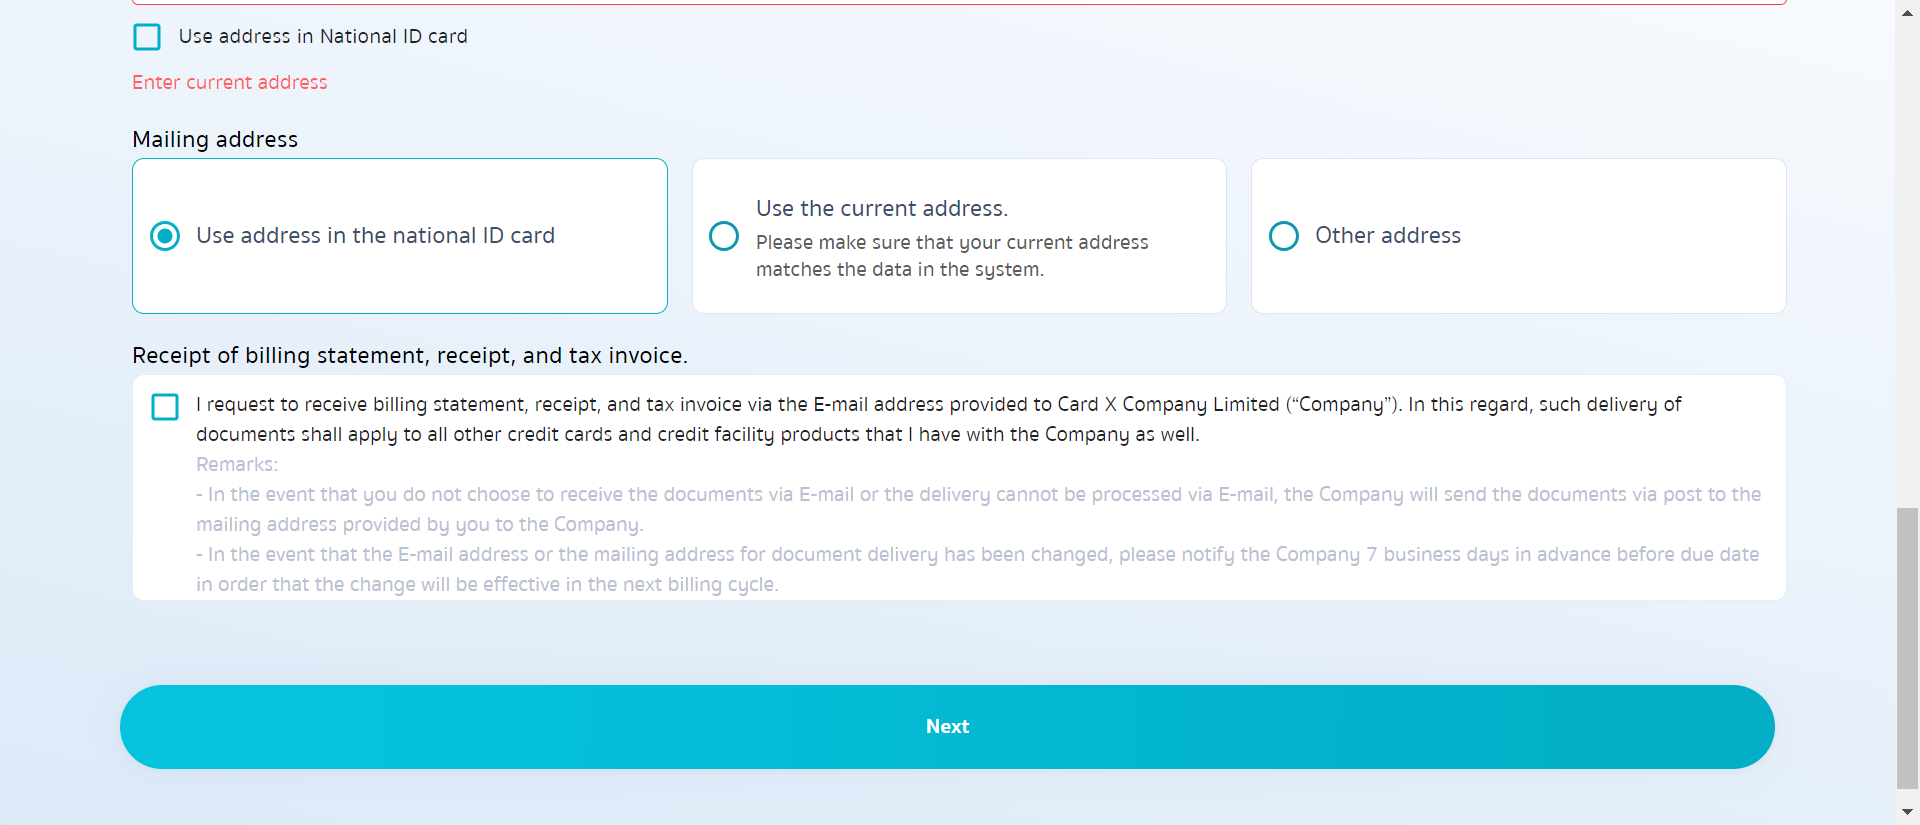 Use address in National ID card
Enter current address
Mailing address
Use address in the national ID card
Use the current address.
Please make sure that your current address
matches the data in the system.
Other address
Receipt of billing statement, receipt, and tax invoice.
I request to receive billing statement, receipt, and tax invoice via the E-mail address provided to Card X Company Limited (“Company”). In this regard, such delivery of
documents shall apply to all other credit cards and credit facility products that I have with the Company as well.
Remarks:
- In the event that you do not choose to receive the documents via E-mail or the delivery cannot be processed via E-mail, the Company will send the documents via post to the
mailing address provided by you to the Company.
- In the event that the E-mail address or the mailing address for document delivery has been changed, please notify the Company 7 business days in advance before due date
in order that the change will be effective in the next billing cycle.
Next